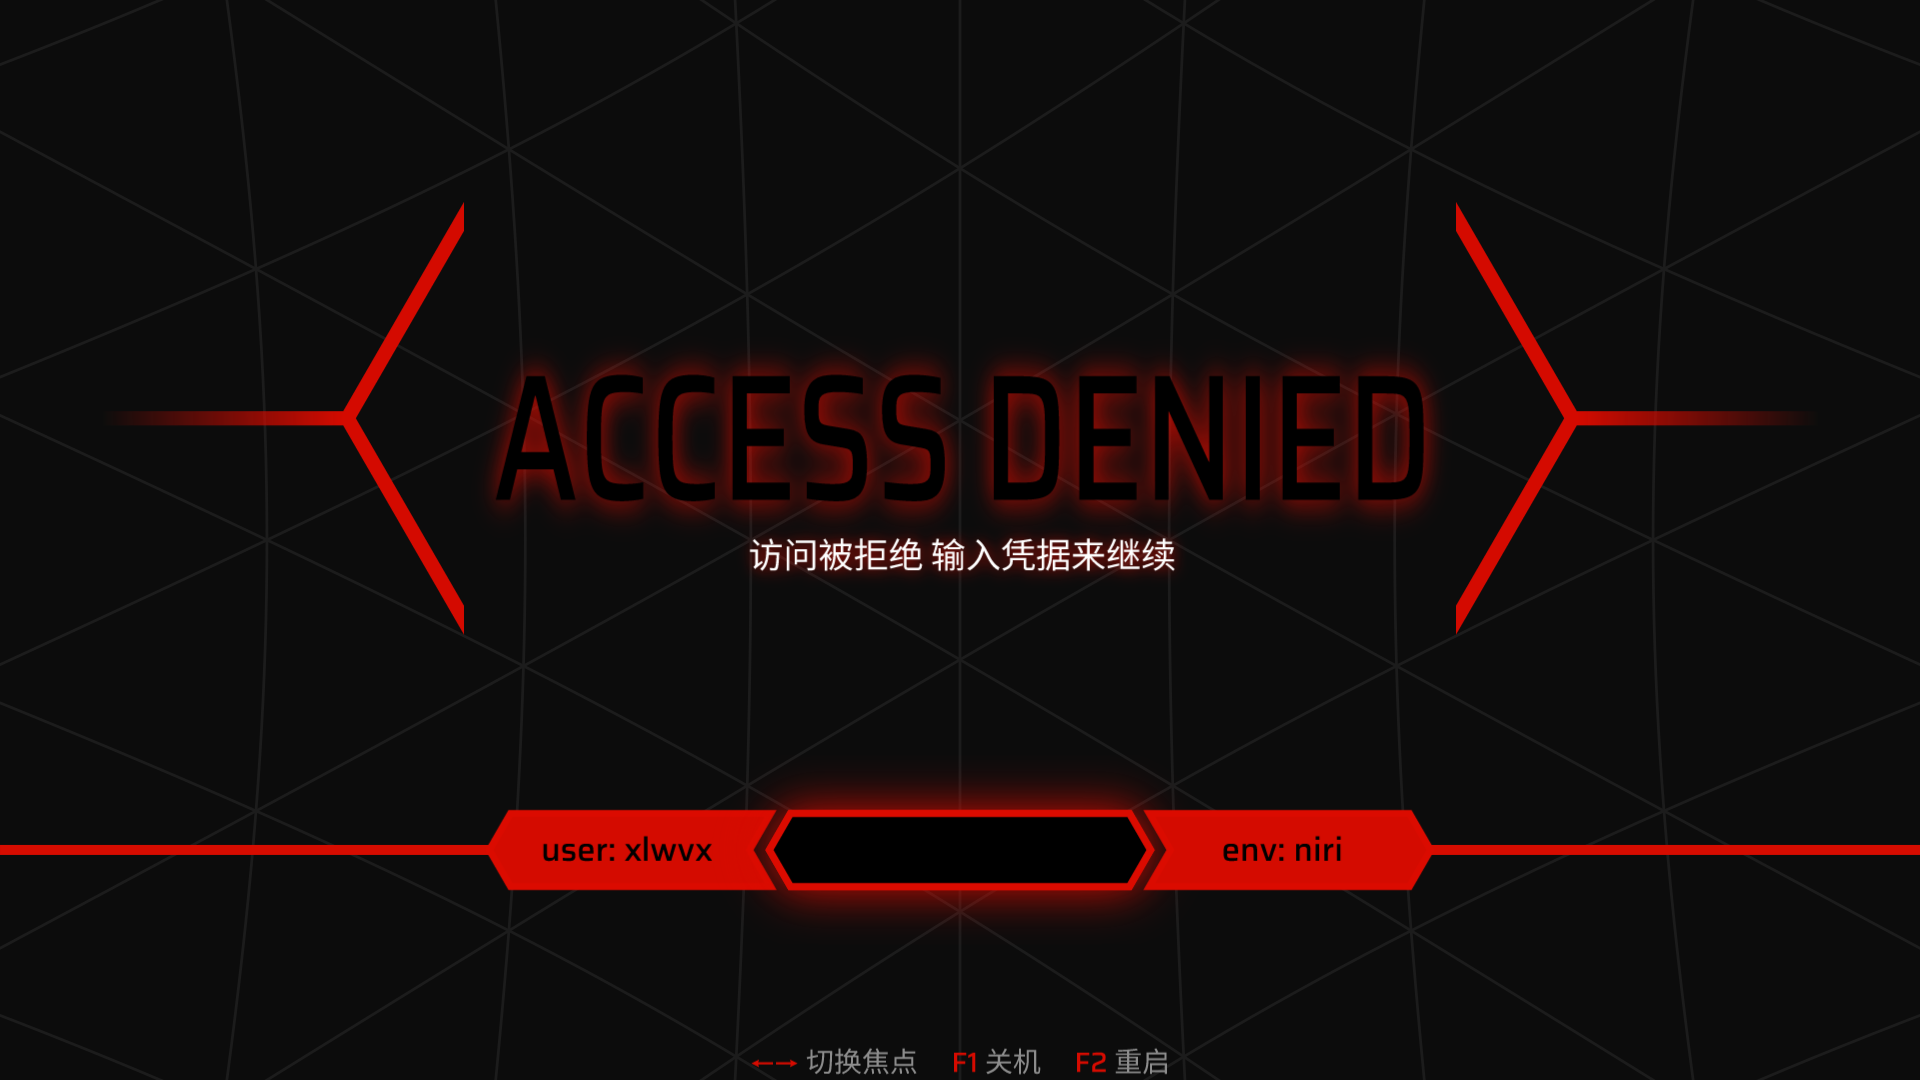 ACCESS DENIED
访问被拒绝 输入凭据来继续
user: xlwvx env: niri
←→ 切换焦点 F1 关机 F2 重启